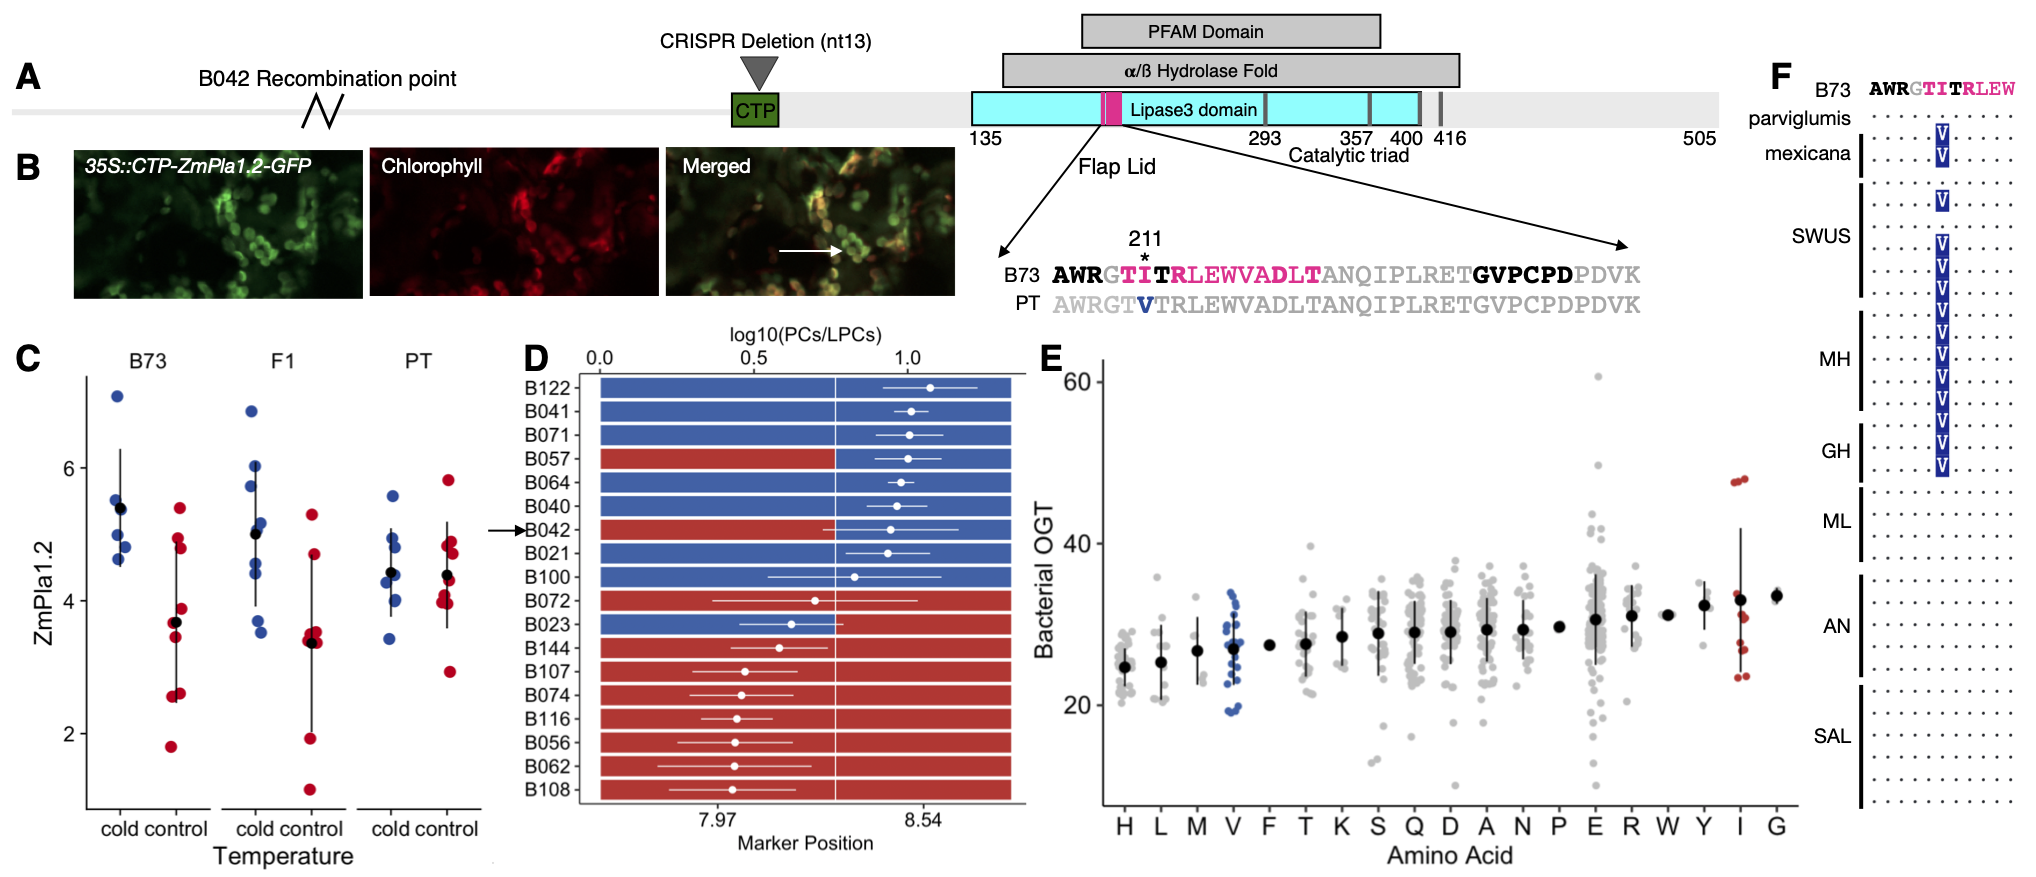 A
B042 Recombination point
CRISPR Deletion (nt13)
PFAM Domain
α/ß Hydrolase Fold
CTP
Lipase3 domain
135
293
357
400
416
505
Catalytic triad
Flap Lid
211
*
B73 AWRGTITRLEWVADLTANQIPLRETGVPCPDPDVK
PT AWRGTVTRLEWVADLTANQIPLRETGVPCPDPDVK
B
35S::CTP-ZmPla1.2-GFP
Chlorophyll
Merged
C
B73
F1
PT
ZmPla1.2
6
4
2
cold control
cold control
cold control
Temperature
D
log10(PCs/LPCs)
0.0
0.5
1.0
B122
B041
B071
B057
B064
B040
B042
B021
B100
B072
B023
B144
B107
B074
B116
B056
B062
B108
7.97
8.54
Marker Position
E
Bacterial OGT
60
40
20
H L M V F T K S Q D A N P E R W Y I G
Amino Acid
F
B73 AWRGTITRLEW
parviglumis
V
mexicana V
V
SWUS
V
V
V
V
MH V
V
V
V
GH V
V
ML
AN
SAL